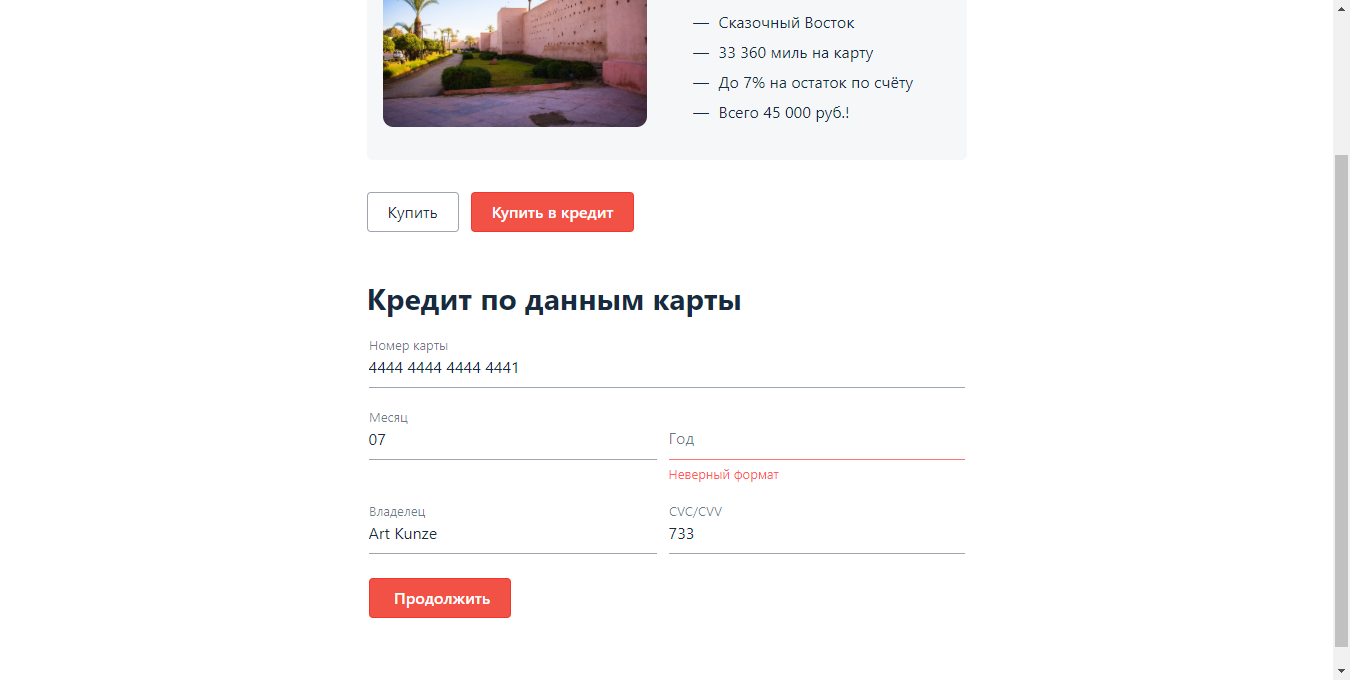 — Сказочный Восток
— 33 360 миль на карту
— До 7% на остаток по счёту
— Всего 45 000 руб.!
Купить
Купить в кредит
Кредит по данным карты
Номер карты
4444 4444 4444 4441
Месяц
07
Год
Неверный формат
Владелец
Art Kunze
CVC/CVV
733
Продолжить